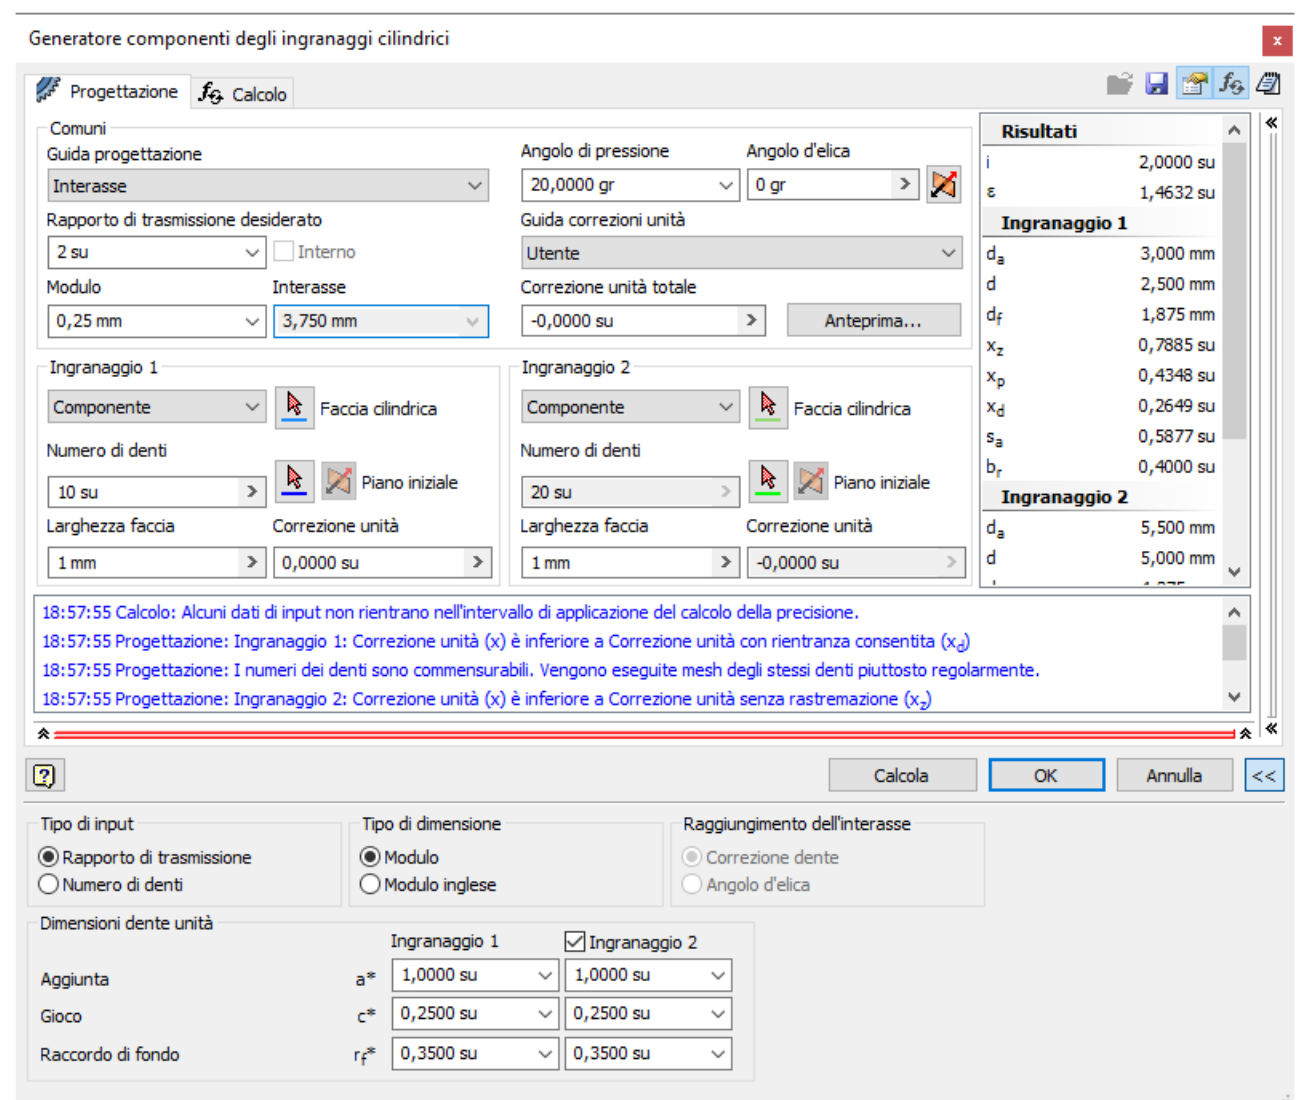 Generatore componenti degli ingranaggi cilindrici
x
Progettazione
Calcolo
Comuni
Guida progettazione
Interasse
Rapporto di trasmissione desiderato
2 su
Interno
Modulo
Interasse
0,25 mm
3,750 mm
Angolo di pressione
Angolo d'elica
20,0000 gr
0 gr
Guida correzioni unità
Utente
Correzione unità totale
-0,0000 su
Anteprima...
Ingranaggio 1
Componente
Faccia cilindrica
Numero di denti
10 su
Piano iniziale
Larghezza faccia
Correzione unità
1 mm
0,0000 su
Ingranaggio 2
Componente
Faccia cilindrica
Numero di denti
20 su
Piano iniziale
Larghezza faccia
Correzione unità
1 mm
-0,0000 su
Risultati
i 2,0000 su
ε 1,4632 su
Ingranaggio 1
da 3,000 mm
d 2,500 mm
df 1,875 mm
xz 0,7885 su
xp 0,4348 su
xd 0,2649 su
sa 0,5877 su
br 0,4000 su
Ingranaggio 2
da 5,500 mm
d 5,000 mm
18:57:55 Calcolo: Alcuni dati di input non rientrano nell'intervallo di applicazione del calcolo della precisione.
18:57:55 Progettazione: Ingranaggio 1: Correzione unità (x) è inferiore a Correzione unità con rientranza consentita (xd)
18:57:55 Progettazione: I numeri dei denti sono commensurabili. Vengono eseguite mesh degli stessi denti piuttosto regolarmente.
18:57:55 Progettazione: Ingranaggio 2: Correzione unità (x) è inferiore a Correzione unità senza rastremazione (xz)
?
Calcola
OK
Annulla
<<
Tipo di input
Rapporto di trasmissione
Numero di denti
Tipo di dimensione
Modulo
Modulo inglese
Raggiungimento dell'interasse
Correzione dente
Angolo d'elica
Dimensioni dente unità
Ingranaggio 1
Ingranaggio 2
Aggiunta a* 1,0000 su 1,0000 su
Gioco c* 0,2500 su 0,2500 su
Raccordo di fondo rf* 0,3500 su 0,3500 su